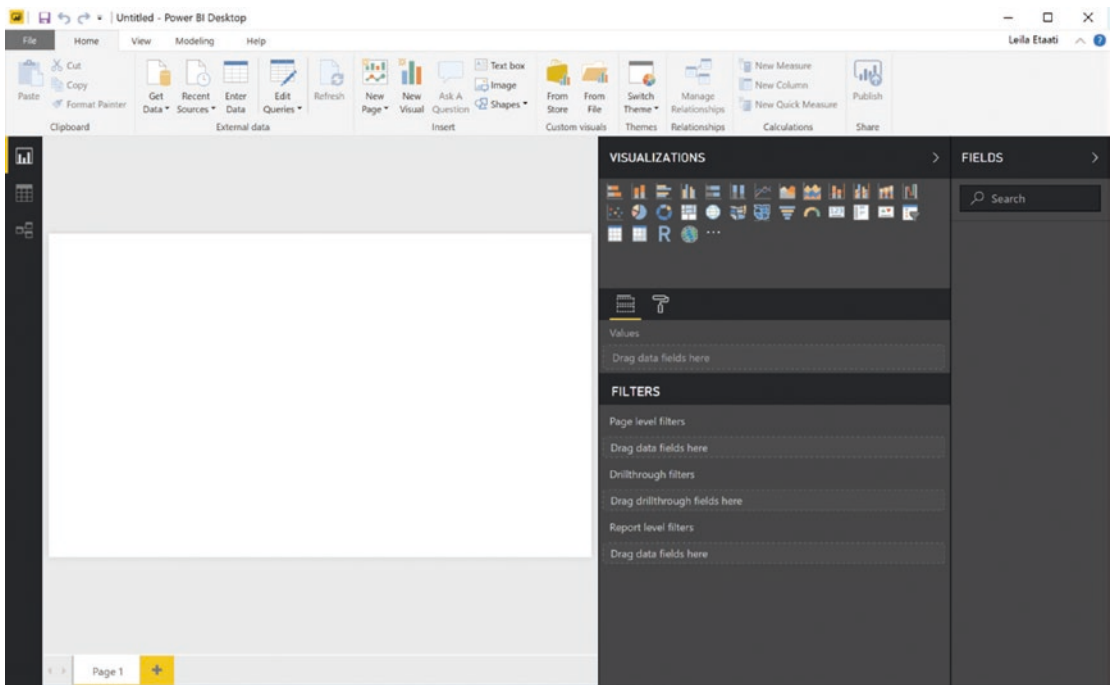 Untitled - Power BI Desktop
File Home View Modeling Help Leila Etaati
Paste
Cut
Copy
Format Painter
Clipboard
Get Data
Recent Sources
Enter Data
Edit Queries
External data
Refresh
New Page
New Visual
Ask A Question
Text box
Image
Shapes
Insert
From Store
From File
Custom visuals
Switch Theme
Themes
Manage Relationships
Relationships
New Measure
New Column
New Quick Measure
Calculations
Publish
Share
VISUALIZATIONS
R
Values
Drag data fields here
FILTERS
Page level filters
Drag data fields here
Drillthrough filters
Drag drillthrough fields here
Report level filters
Drag data fields here
FIELDS
Search
Page 1